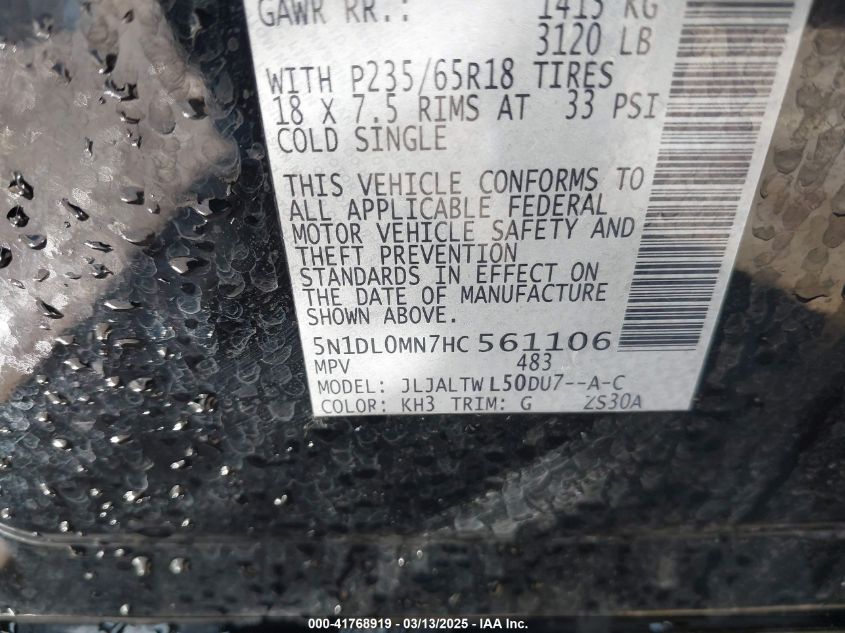 GAWR RR.: 1415 KG
3120 LB
WITH P235/65R18 TIRES
18 X 7.5 RIMS AT 33 PSI
COLD SINGLE
THIS VEHICLE CONFORMS TO
ALL APPLICABLE FEDERAL
MOTOR VEHICLE SAFETY AND
THEFT PREVENTION
STANDARDS IN EFFECT ON
THE DATE OF MANUFACTURE
SHOWN ABOVE.
5N1DL0MN7HC 561106
MPV 483
MODEL: JLJALTWL50DU7--A-C
COLOR: KH3 TRIM: G ZS30A
000-41768919 / 03/13/2025 - IAA Inc.